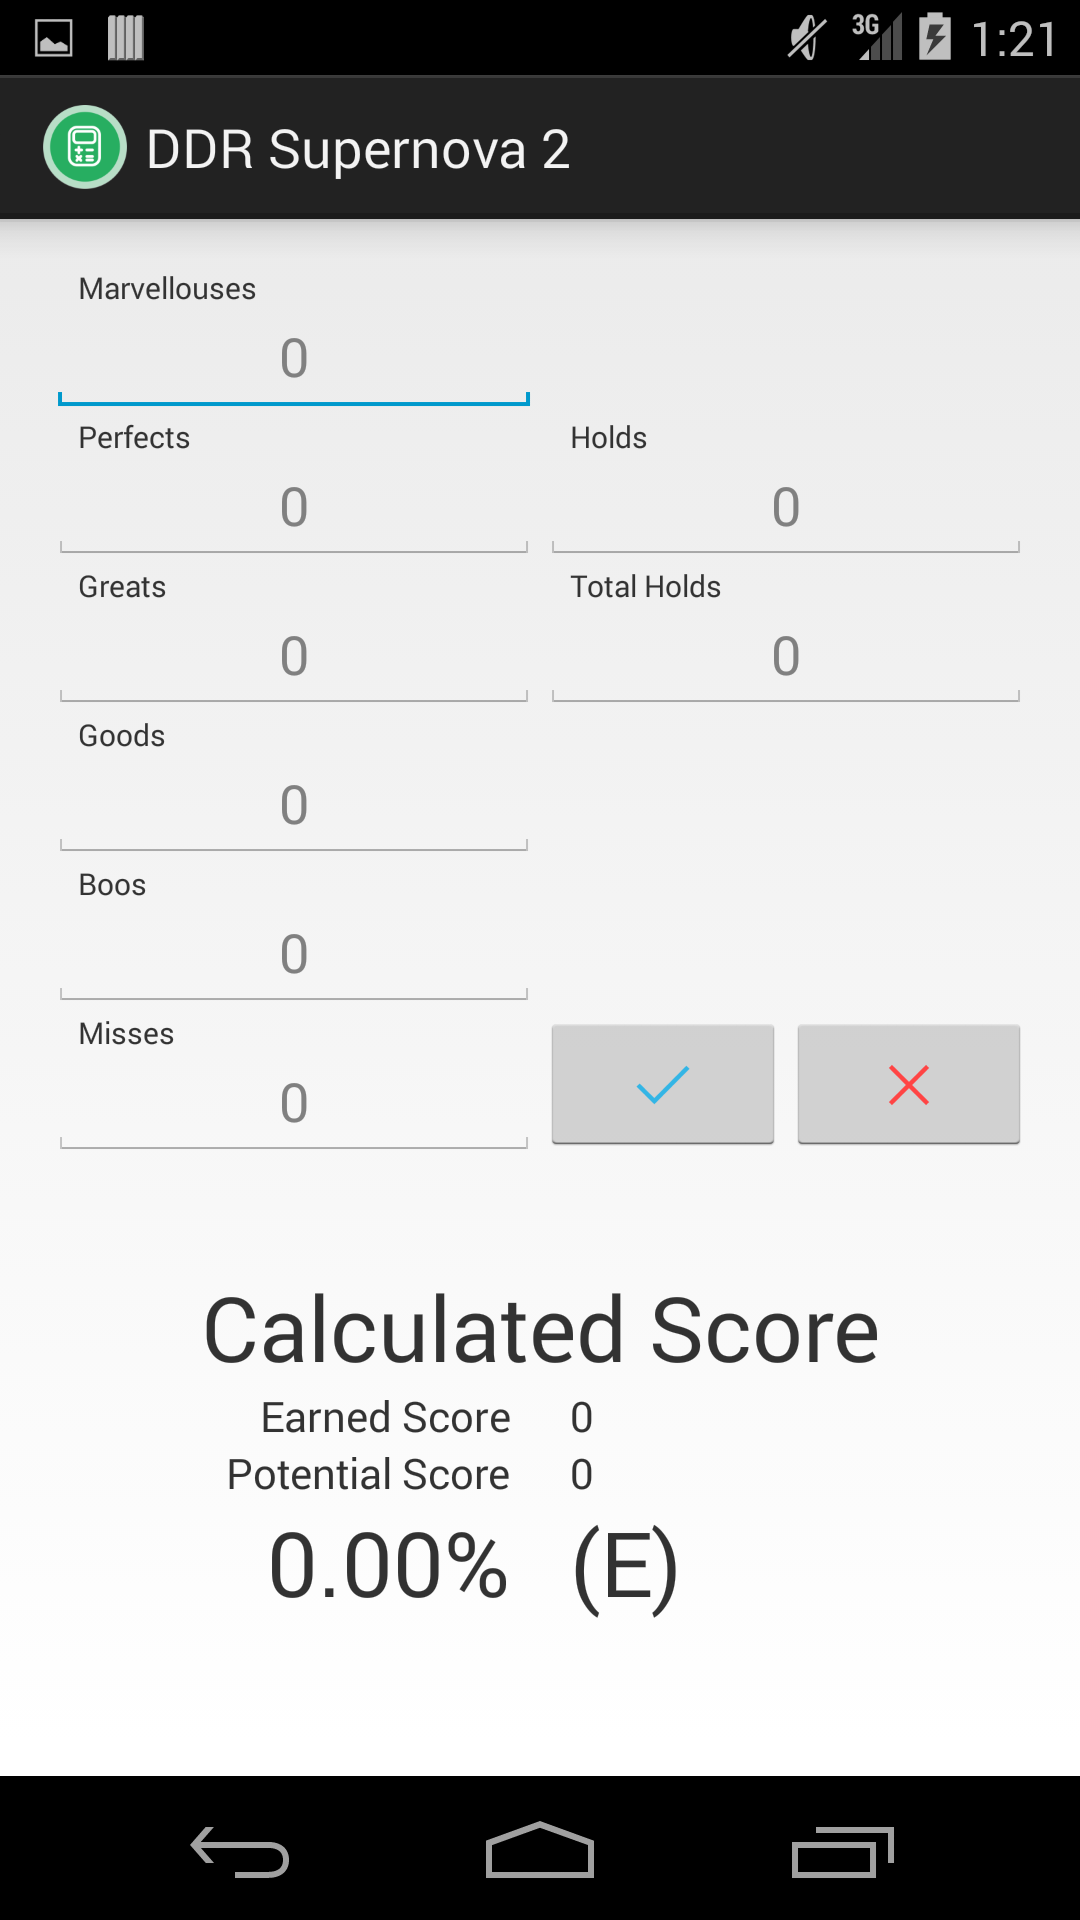 3G 1:21
DDR Supernova 2
Marvellouses
0
Perfects Holds
0 0
Greats Total Holds
0 0
Goods
0
Boos
0
Misses
0
Calculated Score
Earned Score 0
Potential Score 0
0.00% (E)